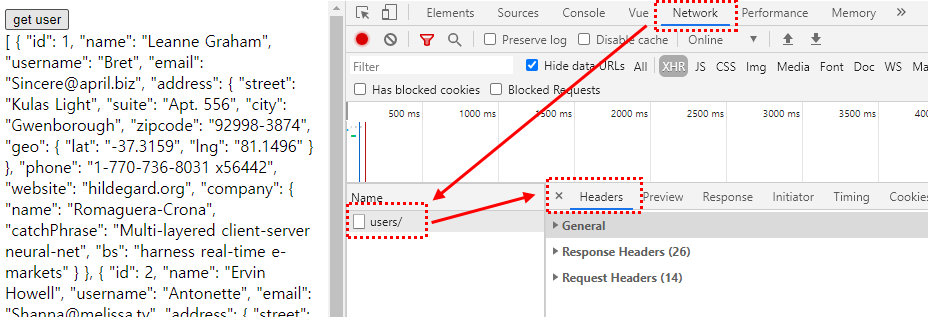 get user
[ { "id": 1, "name": "Leanne Graham",
"username": "Bret", "email":
"Sincere@april.biz", "address": { "street":
"Kulas Light", "suite": "Apt. 556", "city":
"Gwenborough", "zipcode": "92998-3874",
"geo": { "lat": "-37.3159", "lng": "81.1496" }
}, "phone": "1-770-736-8031 x56442",
"website": "hildegard.org", "company": {
"name": "Romaguera-Crona",
"catchPhrase": "Multi-layered client-server
neural-net", "bs": "harness real-time e-
markets" } }, { "id": 2, "name": "Ervin
Howell", "username": "Antonette", "email":
"Shanna@melissa.tv", "address": { "street":
Elements Sources Console Vue Network Performance Memory
Preserve log Disable cache Online
Filter Hide data URLs All XHR JS CSS Img Media Font Doc WS Ma
Has blocked cookies Blocked Requests
500 ms 1000 ms 1500 ms 2000 ms 2500 ms 3000 ms 3500 ms 400
Name × Headers Preview Response Initiator Timing Cookies
users/
General
Response Headers (26)
Request Headers (14)